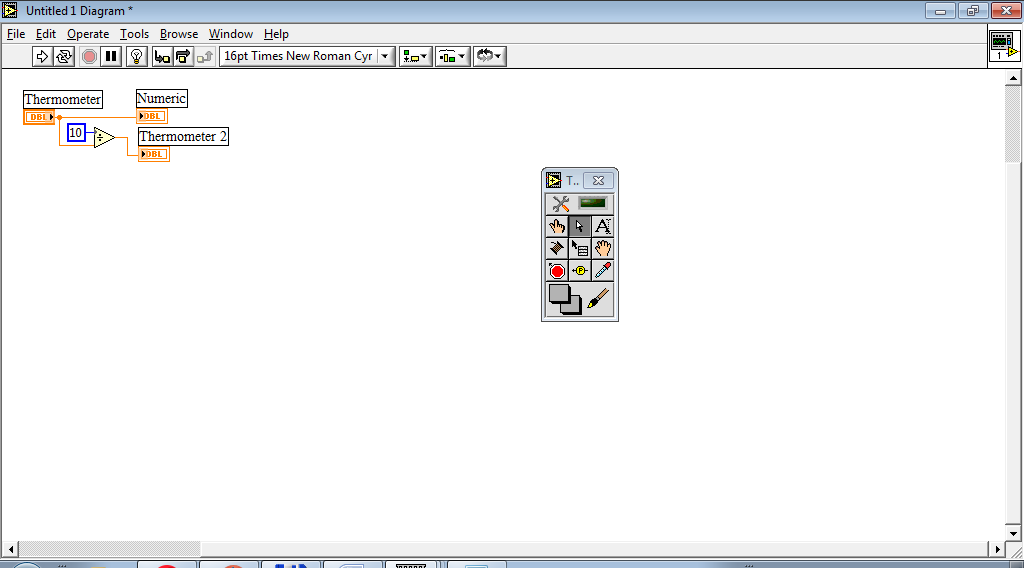 Untitled 1 Diagram *
File Edit Operate Tools Browse Window Help
16pt Times New Roman Cyr
1
Thermometer
DBL
Numeric
DBL
10
÷
Thermometer 2
DBL
T..
A
P